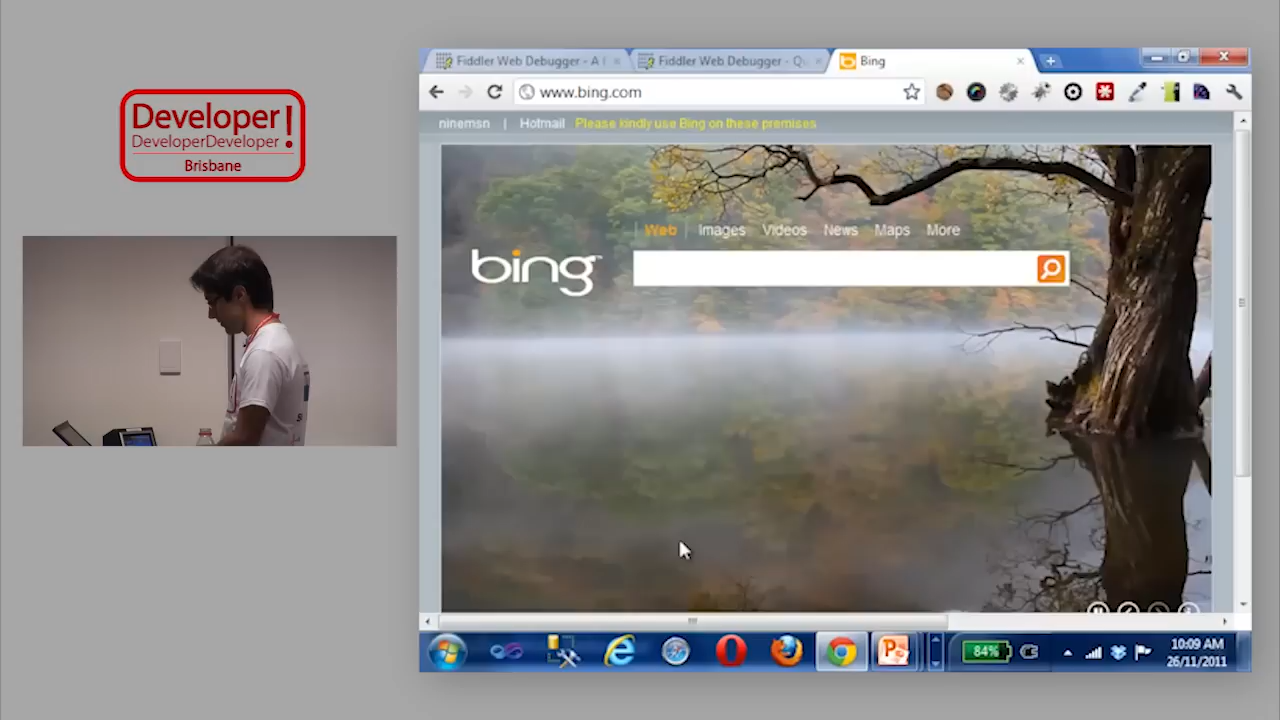 Developer!
DeveloperDeveloper
Brisbane
Fiddler Web Debugger - A
Fiddler Web Debugger - Qu
Bing
www.bing.com
ninemsn | Hotmail Please kindly use Bing on these premises
Web Images Videos News Maps More
bing
84%
10:09 AM
26/11/2011